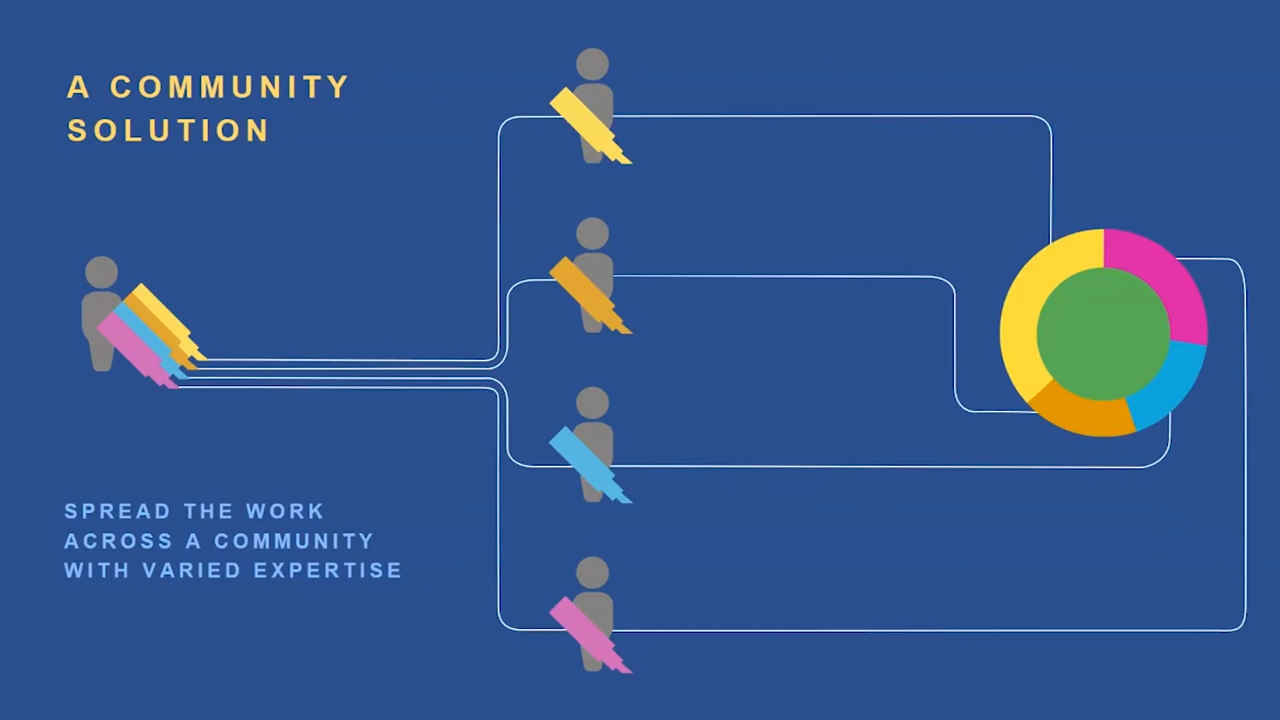 A COMMUNITY
SOLUTION
SPREAD THE WORK
ACROSS A COMMUNITY
WITH VARIED EXPERTISE